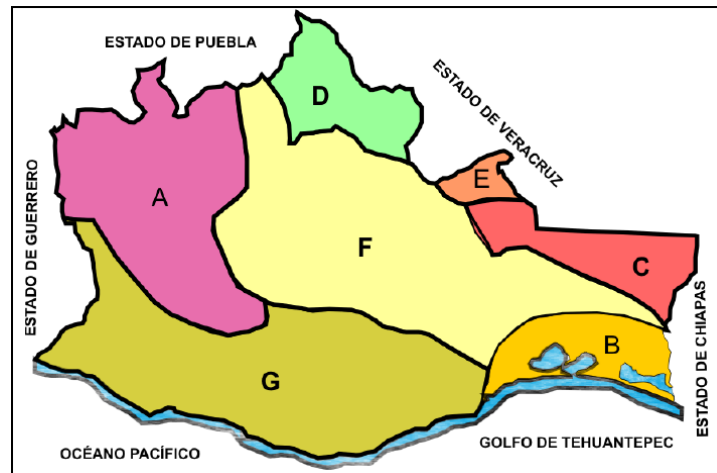 ESTADO DE PUEBLA
ESTADO DE VERACRUZ
D
E
A
ESTADO DE GUERRERO
F
C
ESTADO DE CHIAPAS
B
G
GOLFO DE TEHUANTEPEC
OCÉANO PACÍFICO